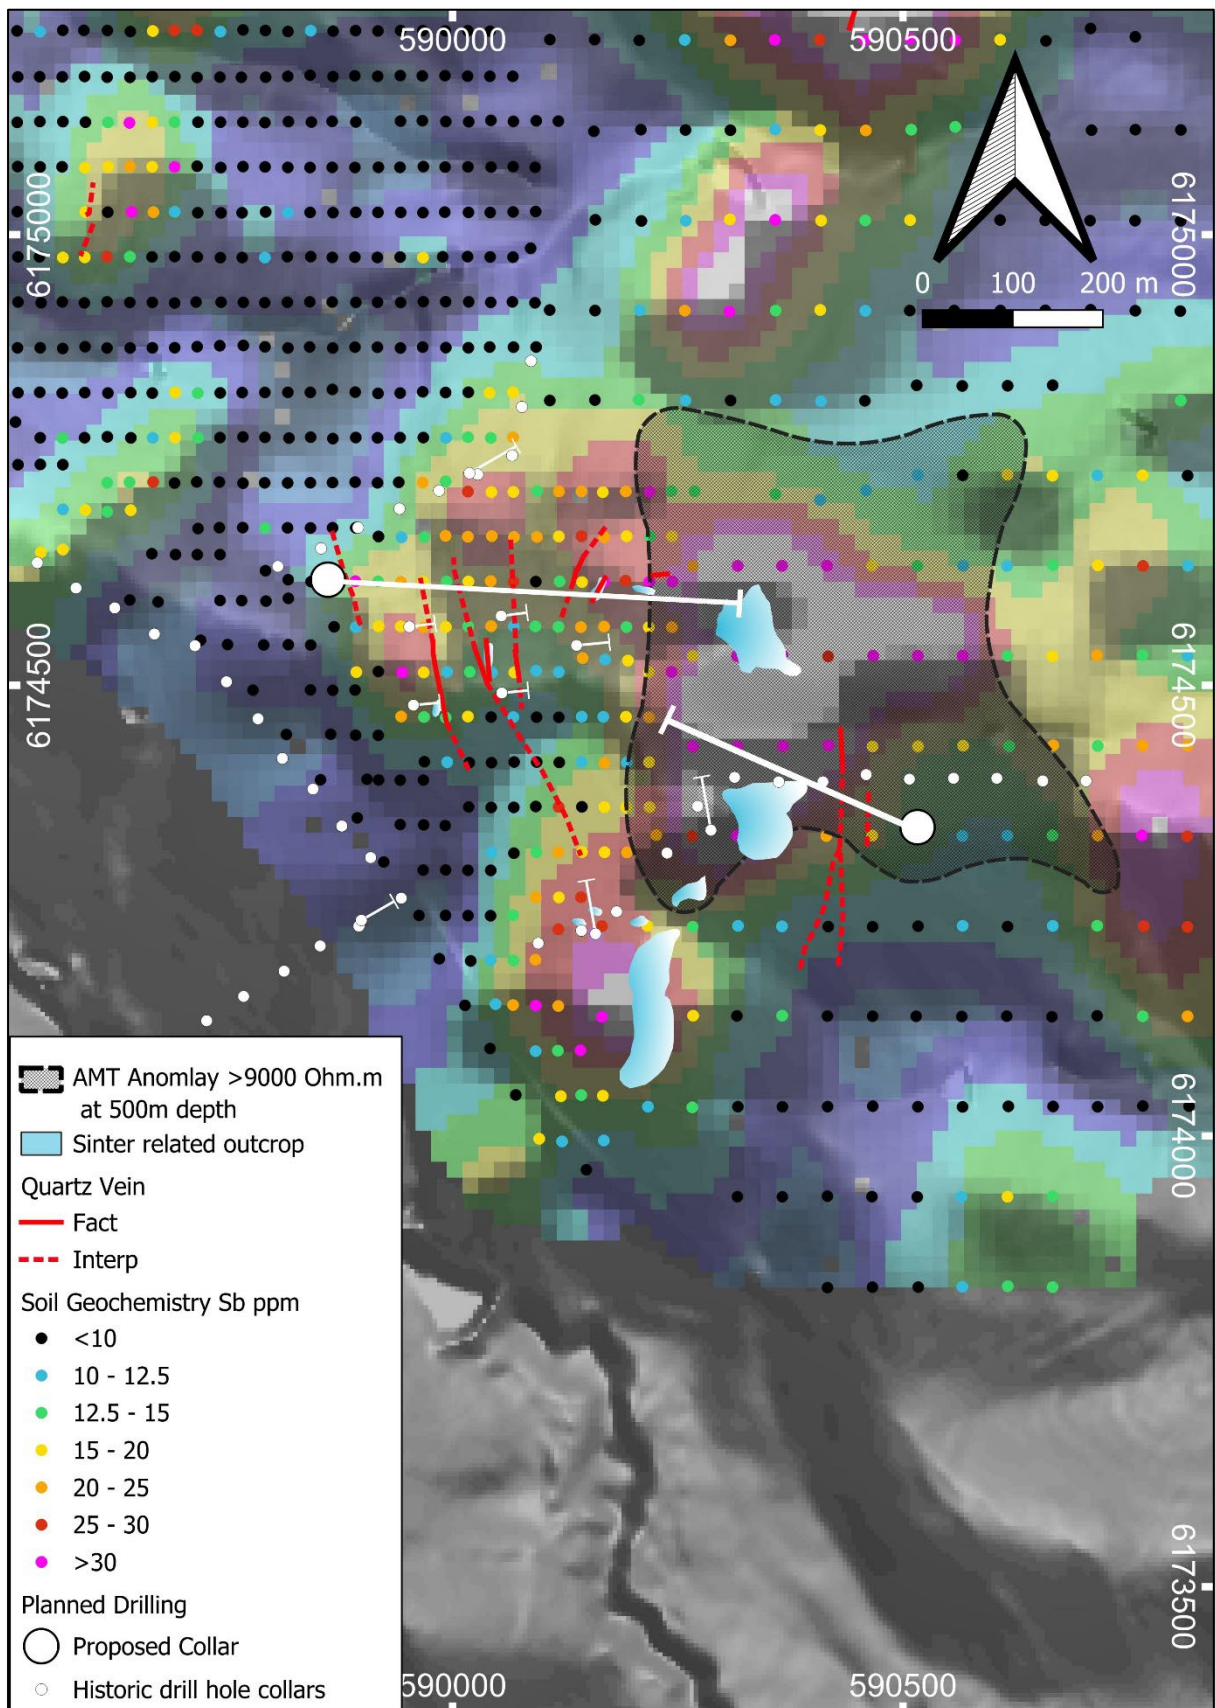 590000
590500
6175000
6175000
0 100 200 m
6174500
6174500
6174000
6173500
AMT Anomlay >9000 Ohm.m
at 500m depth
Sinter related outcrop
Quartz Vein
Fact
Interp
Soil Geochemistry Sb ppm
<10
10 - 12.5
12.5 - 15
15 - 20
20 - 25
25 - 30
>30
Planned Drilling
Proposed Collar
Historic drill hole collars
590000
590500